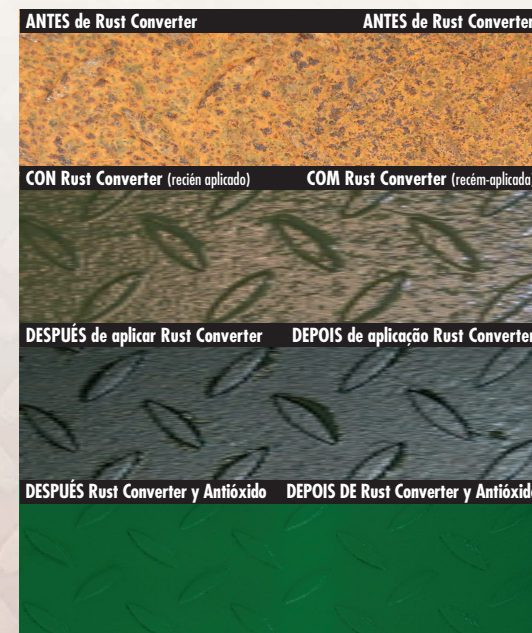 ANTES de Rust Converter ANTES de Rust Converter
CON Rust Converter (recién aplicado) COM Rust Converter (recém-aplicada)
DESPUÉS de aplicar Rust Converter DEPOIS de aplicação Rust Converter
DESPUÉS Rust Converter y Antióxido DEPOIS DE Rust Converter y Antióxido